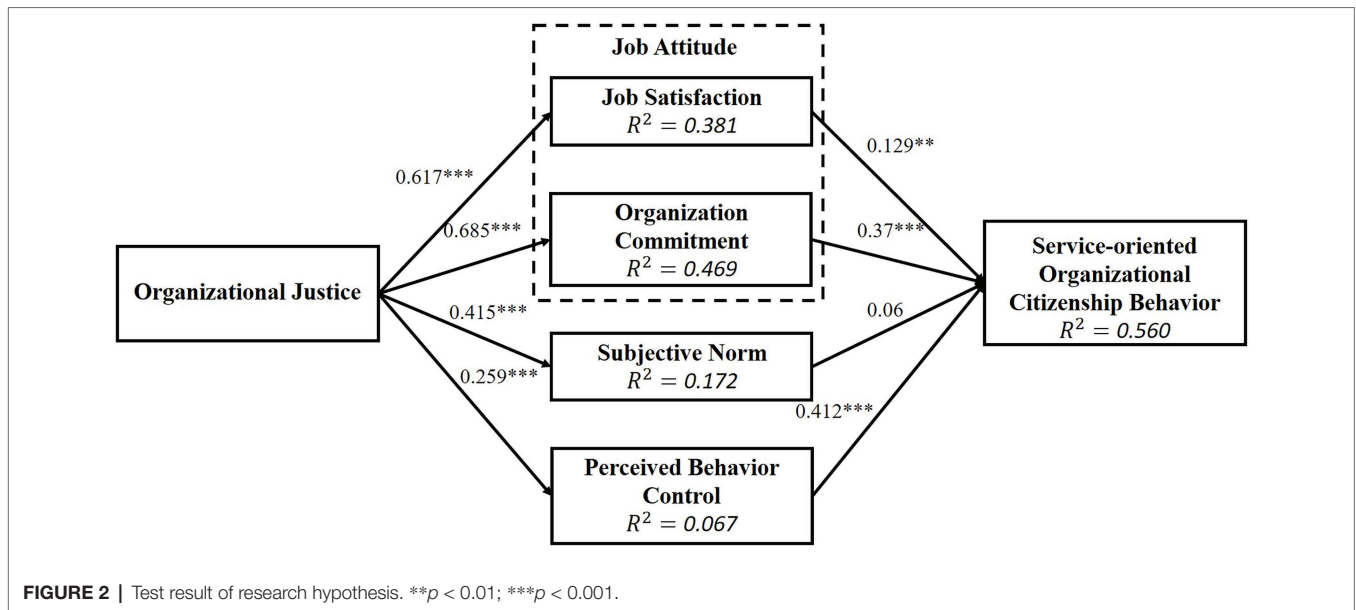 Job Attitude
Job Satisfaction
R² = 0.381
0.129**
0.617***
Organization
Commitment
R² = 0.469
0.685***
0.37***
Organizational Justice
Service-oriented
Organizational
Citizenship Behavior
R² = 0.560
0.415***
0.06
Subjective Norm
R² = 0.172
0.259***
0.412***
Perceived Behavior
Control
R² = 0.067
FIGURE 2 | Test result of research hypothesis. **p < 0.01; ***p < 0.001.